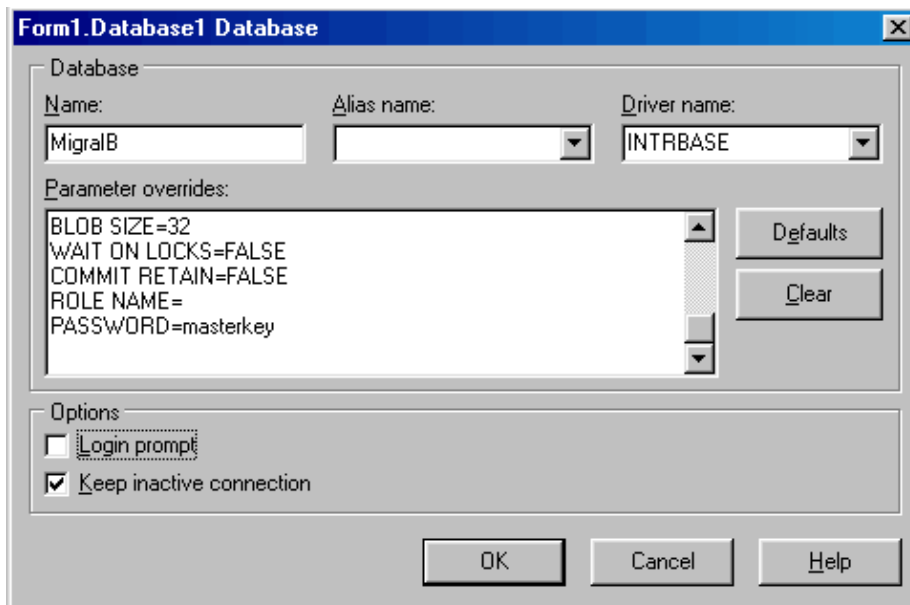 Form1.Database1 Database
Database
Name:
Alias name:
Driver name:
MigraIB
INTRBASE
Parameter overrides:
BLOB SIZE=32
WAIT ON LOCKS=FALSE
COMMIT RETAIN=FALSE
ROLE NAME=
PASSWORD=masterkey
Defaults
Clear
Options
Login prompt
Keep inactive connection
OK
Cancel
Help